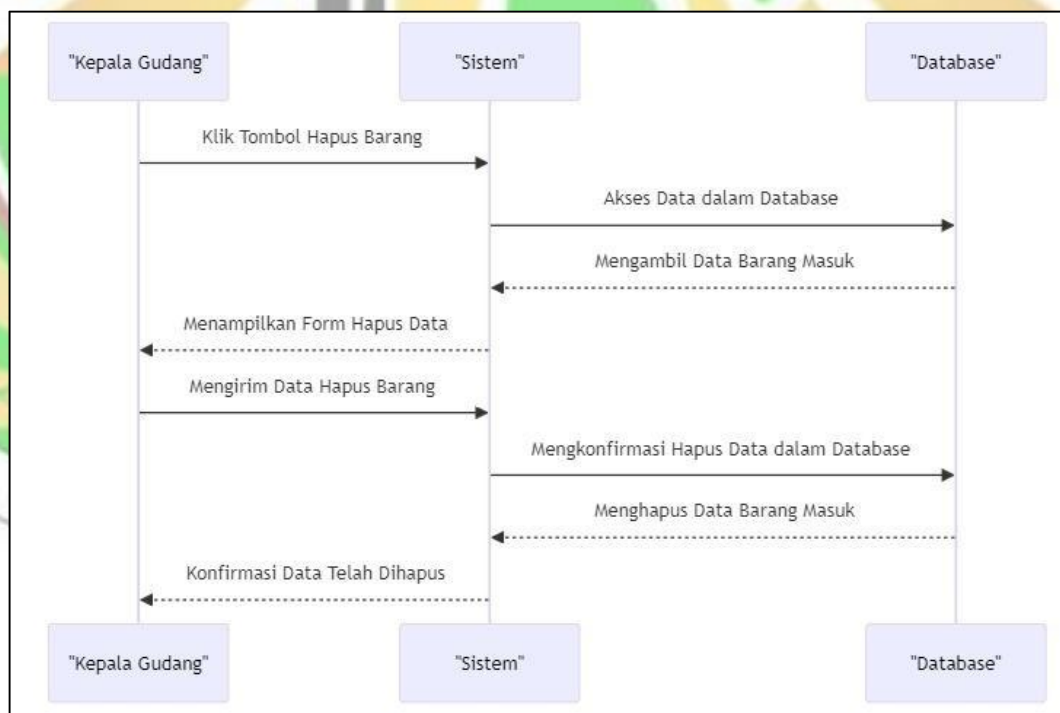 "Kepala Gudang"
"Sistem"
"Database"
Klik Tombol Hapus Barang
Akses Data dalam Database
Mengambil Data Barang Masuk
Menampilkan Form Hapus Data
Mengirim Data Hapus Barang
Mengkonfirmasi Hapus Data dalam Database
Menghapus Data Barang Masuk
Konfirmasi Data Telah Dihapus
"Kepala Gudang"
"Sistem"
"Database"